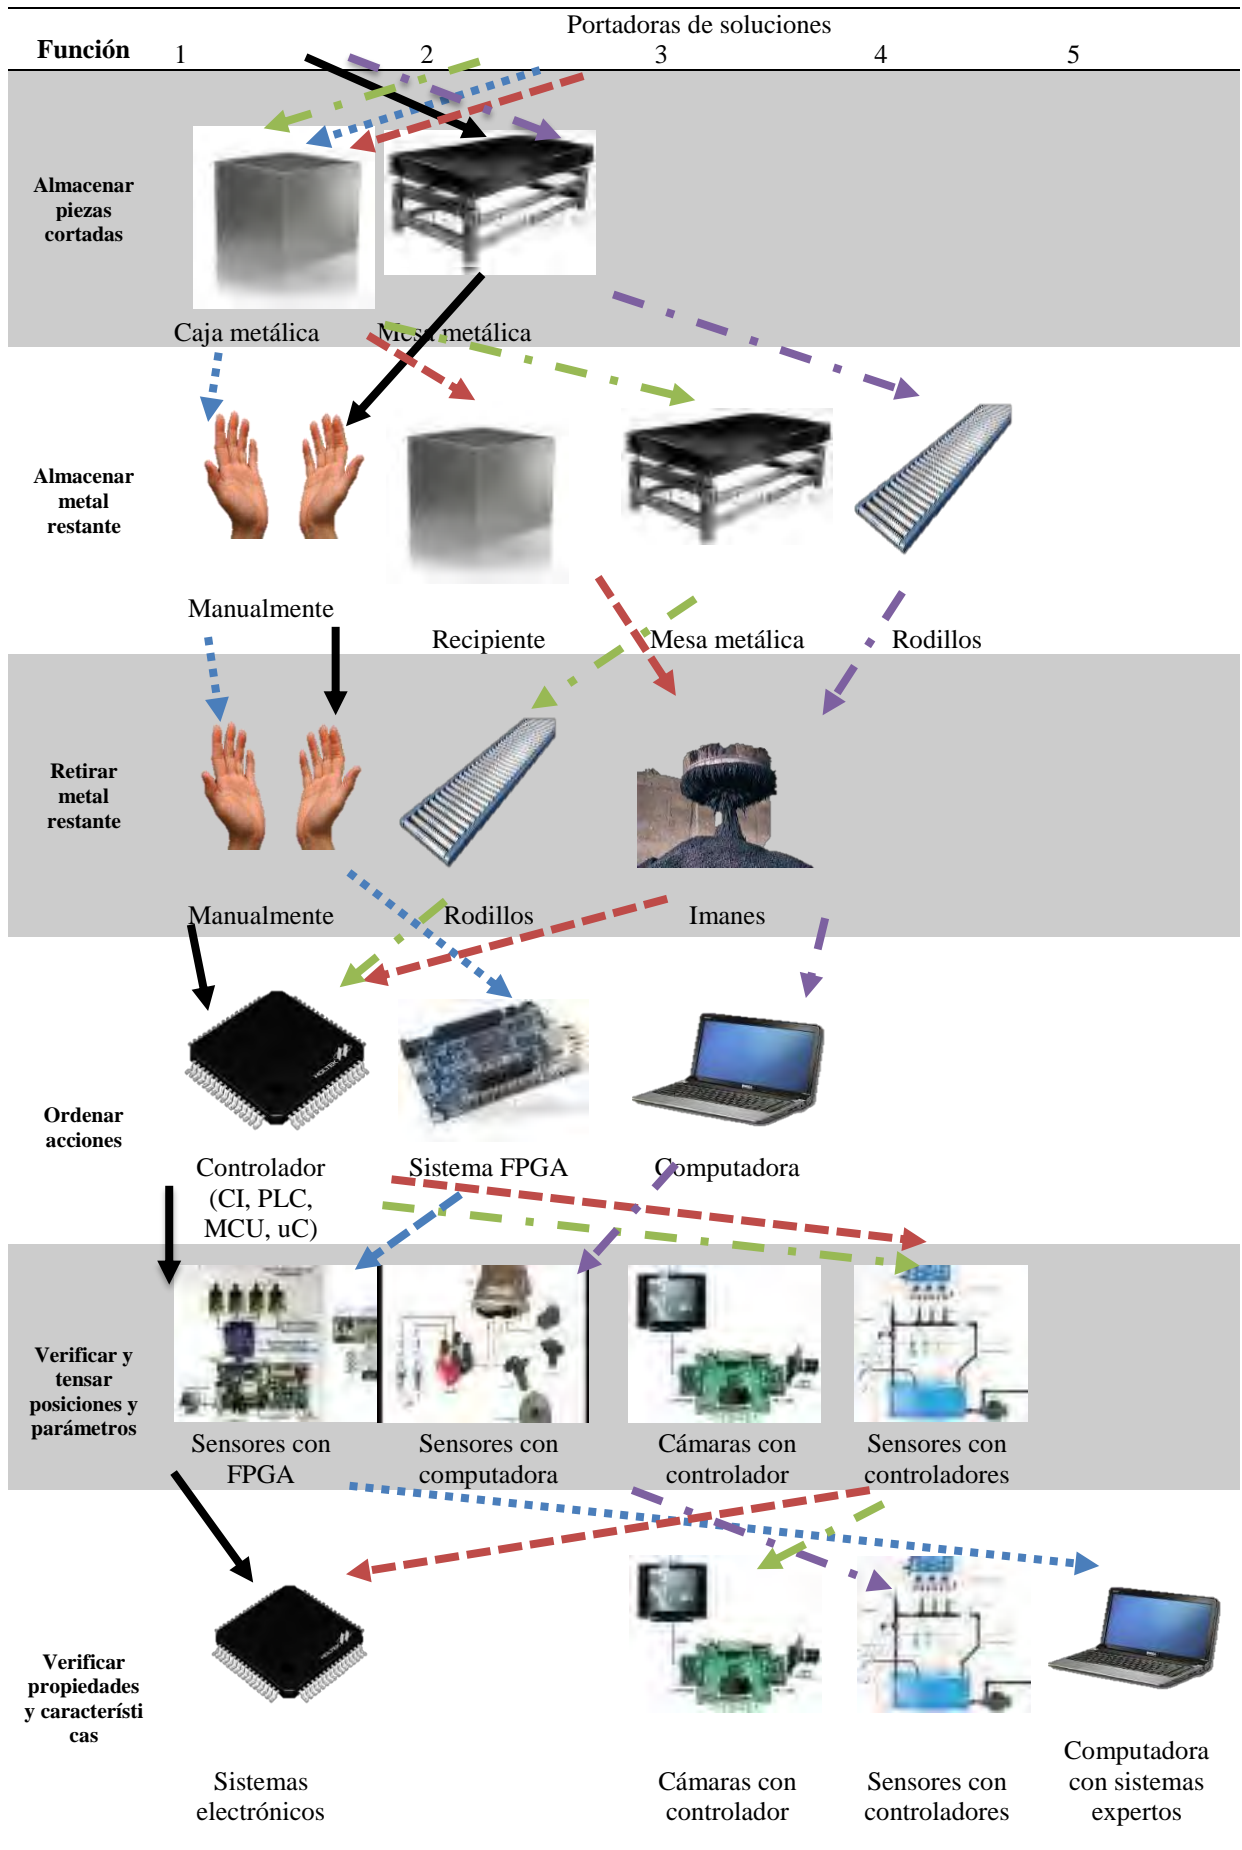 Portadoras de soluciones
Función 1 2 3 4 5
Almacenar
piezas
cortadas
Caja metálica Mesa metálica
Almacenar
metal
restante
Manualmente
Recipiente Mesa metálica Rodillos
Retirar
metal
restante
Manualmente Rodillos Imanes
HOLTEK
Ordenar
acciones
Controlador
(CI, PLC,
MCU, uC)
Sistema FPGA Computadora
Verificar y
tensar
posiciones y
parámetros
Sensores con
FPGA
Sensores con
computadora
Cámaras con
controlador
Sensores con
controladores
HOLTEK
Verificar
propiedades
y característi
cas
Sistemas
electrónicos
Cámaras con
controlador
Sensores con
controladores
Computadora
con sistemas
expertos